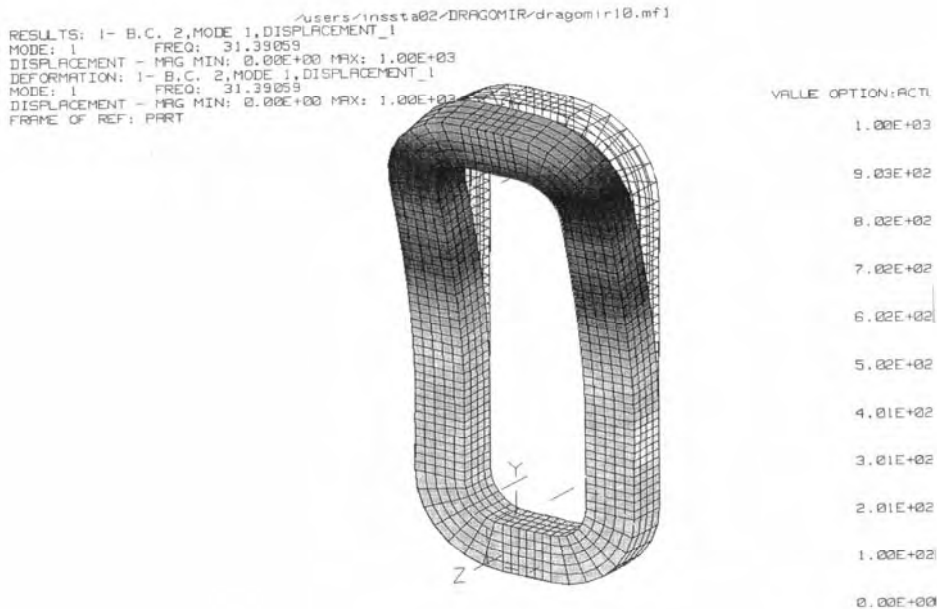 /users/inssta02/DRAGOMIR/dragomir10.mf1
RESULTS: 1- B.C. 2,MODE 1,DISPLACEMENT_1
MODE: 1 FREQ: 31.39059
DISPLACEMENT - MAG MIN: 0.00E+00 MAX: 1.00E+03
DEFORMATION: 1- B.C. 2,MODE 1,DISPLACEMENT_1
MODE: 1 FREQ: 31.39059
DISPLACEMENT - MAG MIN: 0.00E+00 MAX: 1.00E+03
FRAME OF REF: PART
VALUE OPTION:ACTL
1.00E+03
9.03E+02
8.02E+02
7.02E+02
6.02E+02
5.02E+02
4.01E+02
3.01E+02
2.01E+02
1.00E+02
0.00E+00
Y
Z